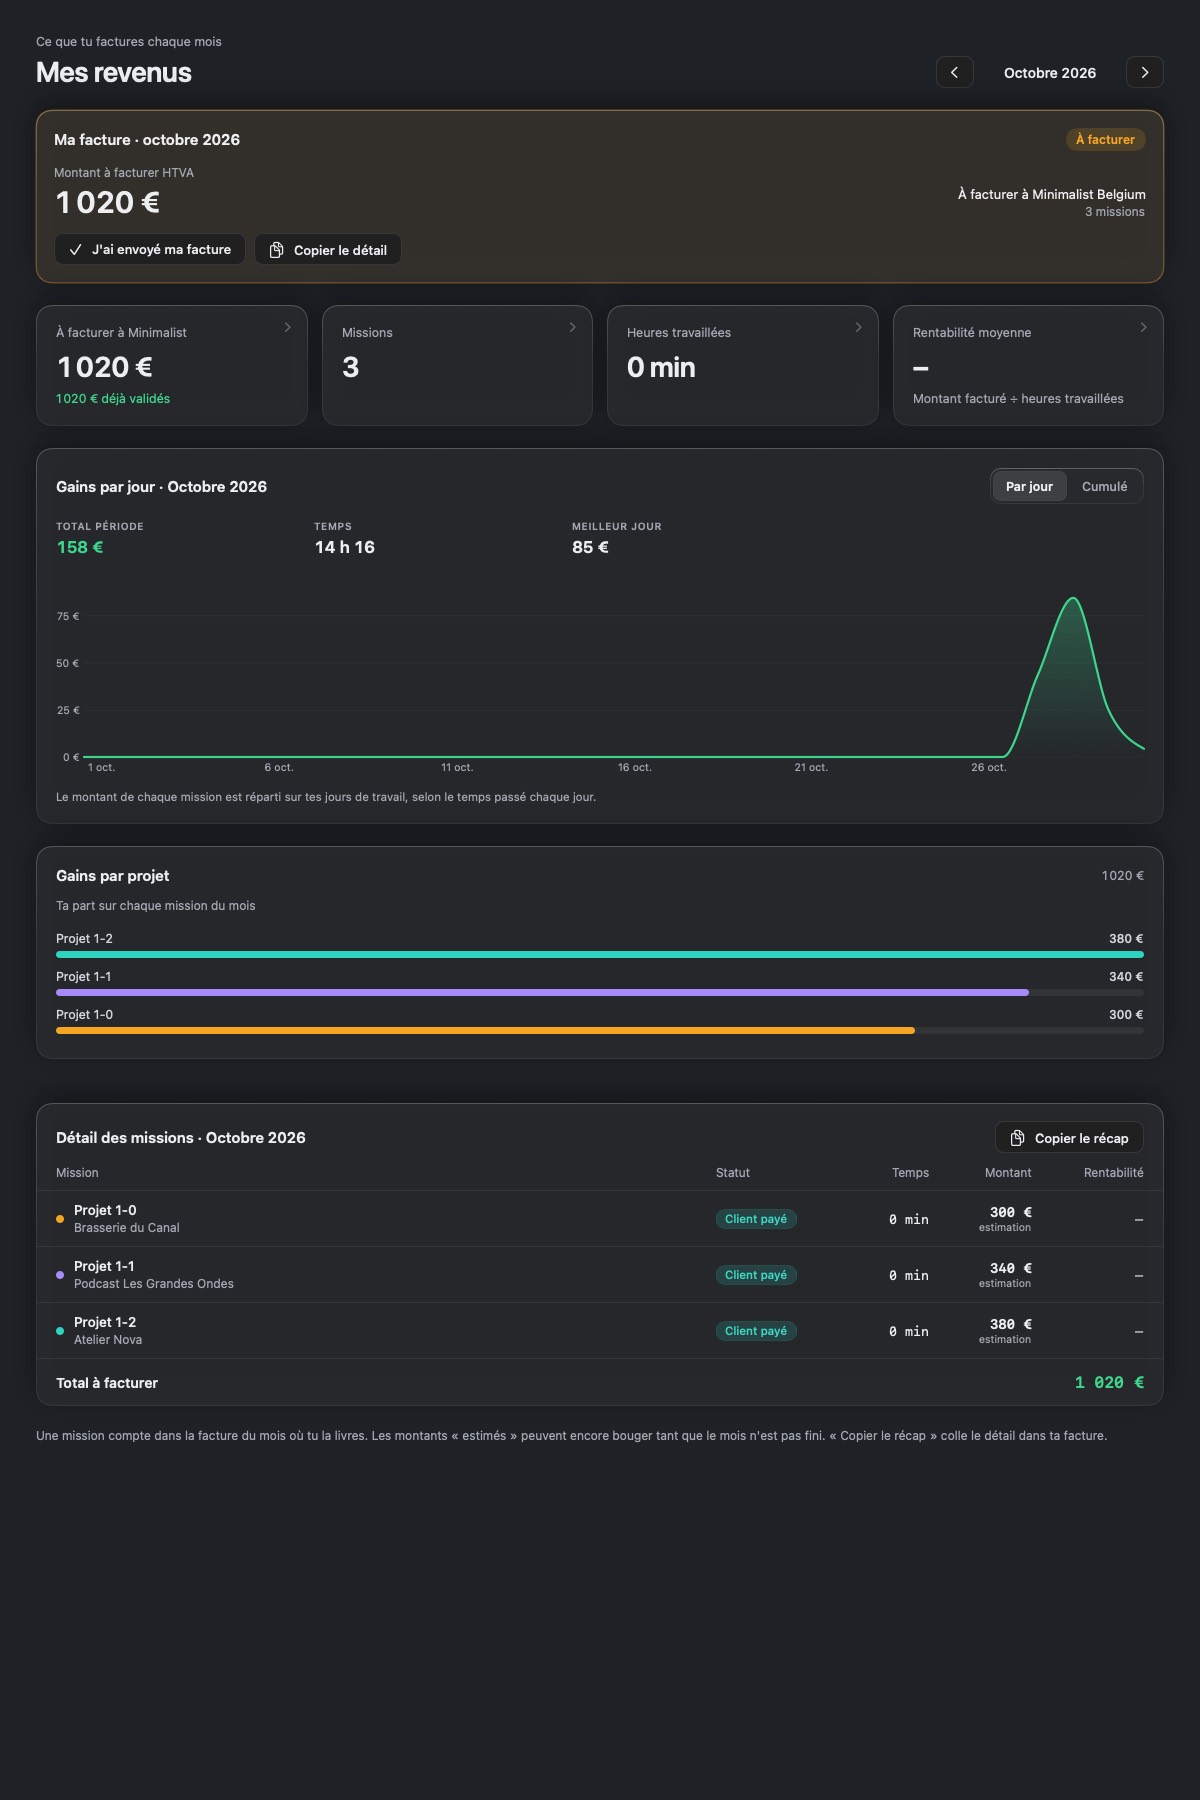 Ce que tu factures chaque mois
Mes revenus
Octobre 2026
Ma facture · octobre 2026
À facturer
Montant à facturer HTVA
1 020 €
À facturer à Minimalist Belgium
3 missions
J'ai envoyé ma facture
Copier le détail
À facturer à Minimalist
1 020 €
1 020 € déjà validés
Missions
3
Heures travaillées
0 min
Rentabilité moyenne
–
Montant facturé ÷ heures travaillées
Gains par jour · Octobre 2026
Par jour
Cumulé
TOTAL PÉRIODE
158 €
TEMPS
14 h 16
MEILLEUR JOUR
85 €
75 €
50 €
25 €
0 €
1 oct.
6 oct.
11 oct.
16 oct.
21 oct.
26 oct.
Le montant de chaque mission est réparti sur tes jours de travail, selon le temps passé chaque jour.
Gains par projet
1 020 €
Ta part sur chaque mission du mois
Projet 1-2
380 €
Projet 1-1
340 €
Projet 1-0
300 €
Détail des missions · Octobre 2026
Copier le récap
Mission Statut Temps Montant Rentabilité
Projet 1-0
Brasserie du Canal
Client payé
0 min
300 €
estimation
–
Projet 1-1
Podcast Les Grandes Ondes
Client payé
0 min
340 €
estimation
–
Projet 1-2
Atelier Nova
Client payé
0 min
380 €
estimation
–
Total à facturer
1 020 €
Une mission compte dans la facture du mois où tu la livres. Les montants « estimés » peuvent encore bouger tant que le mois n'est pas fini. « Copier le récap » colle le détail dans ta facture.